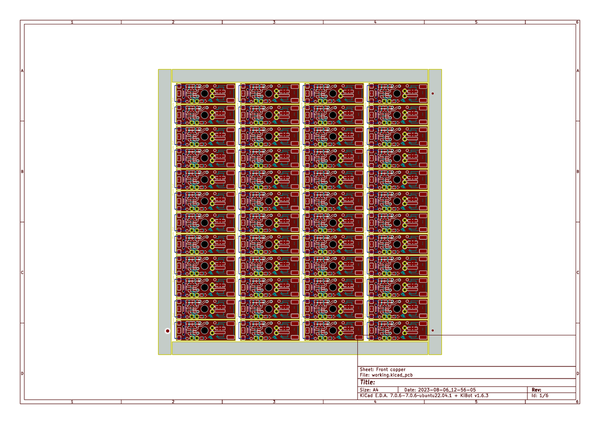 1 2 3 4 5 6
A A
B B
C C
D D
Sheet: Front copper
File: working.kicad_pcb
Title:
Size: A4 Date: 2023-08-06_12-56-05 Rev:
KiCad E.D.A. 7.0.6-7.0.6~ubuntu22.04.1 + KiBot v1.6.3 Id: 1/6
1 2 3 4 5 6